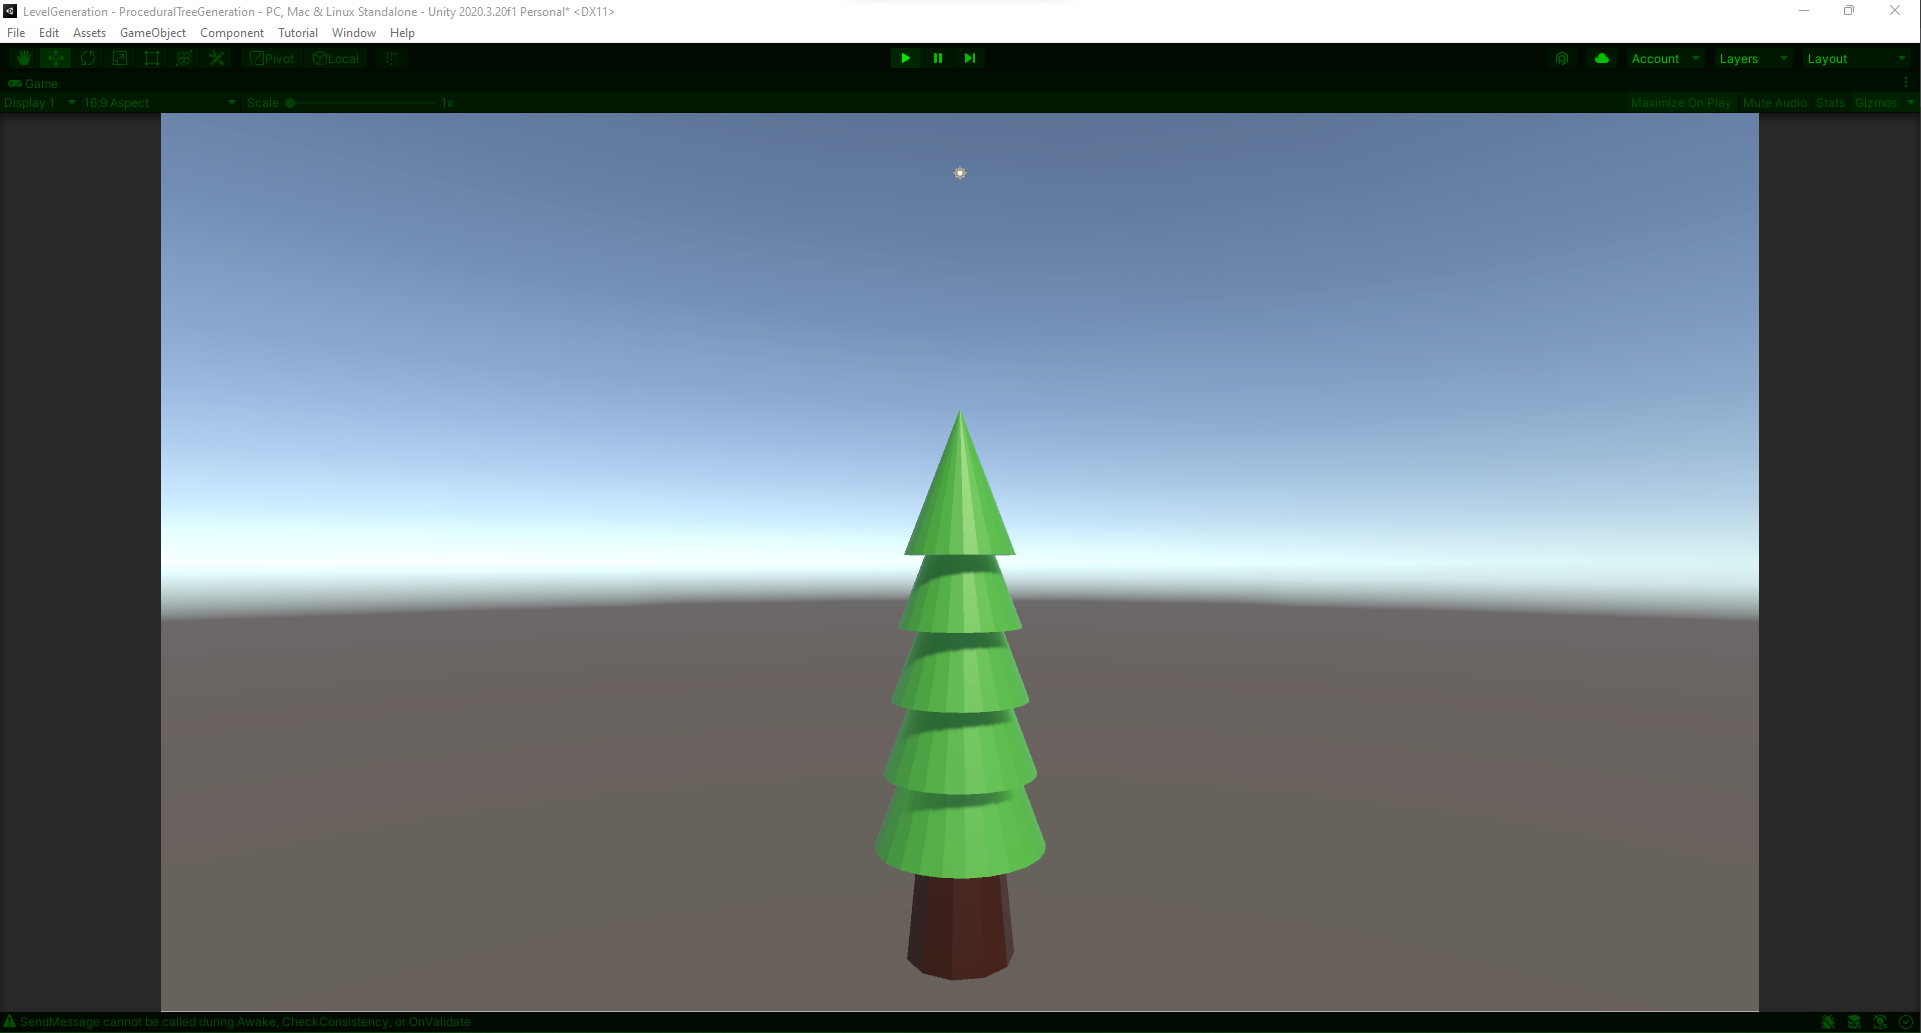 LevelGeneration - ProceduralTreeGeneration - PC, Mac & Linux Standalone - Unity 2020.3.20f1 Personal* <DX11>
File Edit Assets GameObject Component Tutorial Window Help
Pivot Local Account Layers Layout
Game
Display 1 16:9 Aspect Scale 1x Maximize On Play Mute Audio Stats Gizmos
SendMessage cannot be called during Awake, CheckConsistency, or OnValidate